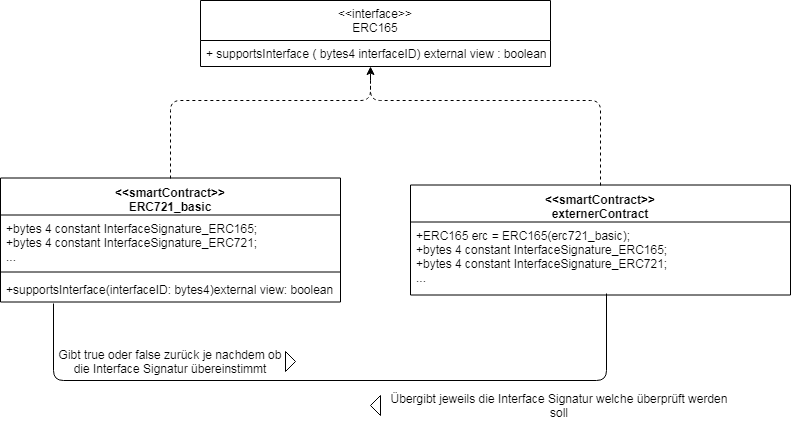 <<interface>>
ERC165
+ supportsInterface ( bytes4 interfaceID) external view : boolean
<<smartContract>>
ERC721_basic
+bytes 4 constant InterfaceSignature_ERC165;
+bytes 4 constant InterfaceSignature_ERC721;
...
+supportsInterface(interfaceID: bytes4)external view: boolean
<<smartContract>>
externerContract
+ERC165 erc = ERC165(erc721_basic);
+bytes 4 constant InterfaceSignature_ERC165;
+bytes 4 constant InterfaceSignature_ERC721;
...
Gibt true oder false zurück je nachdem ob
die Interface Signatur übereinstimmt
Übergibt jeweils die Interface Signatur welche überprüft werden
soll